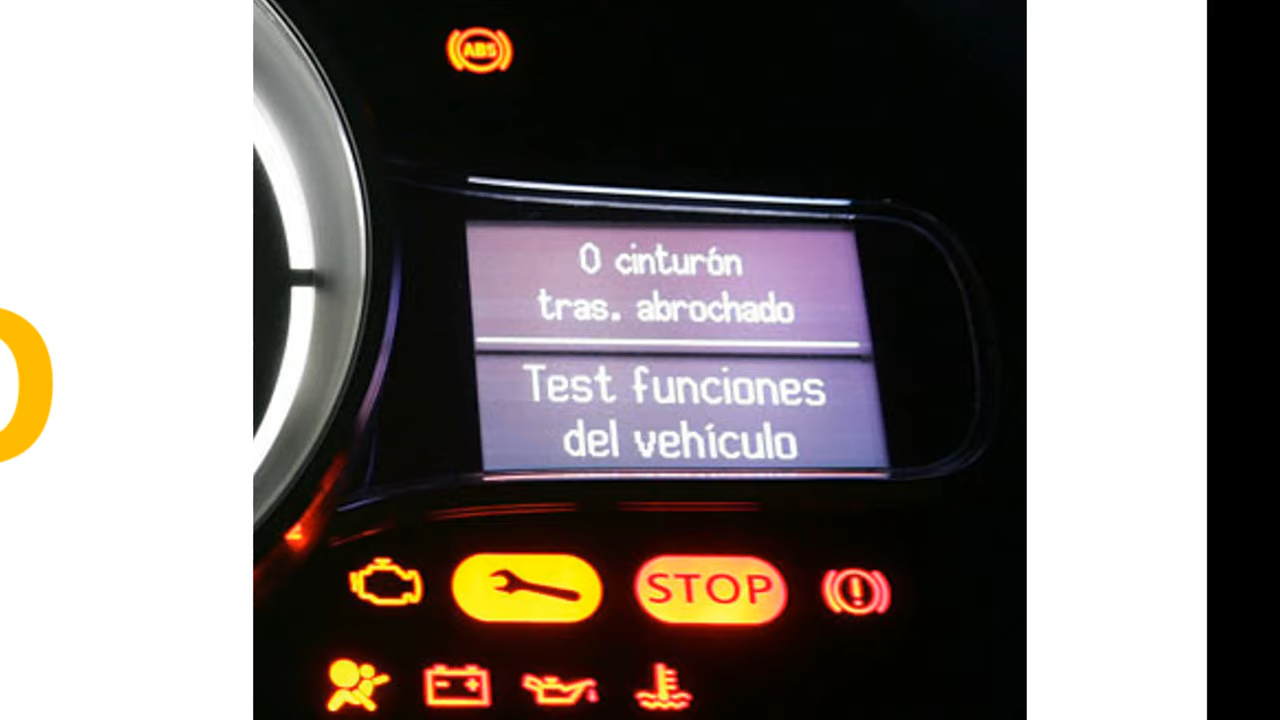 ABS
0 cinturón
tras. abrochado
Test funciones
del vehículo
STOP